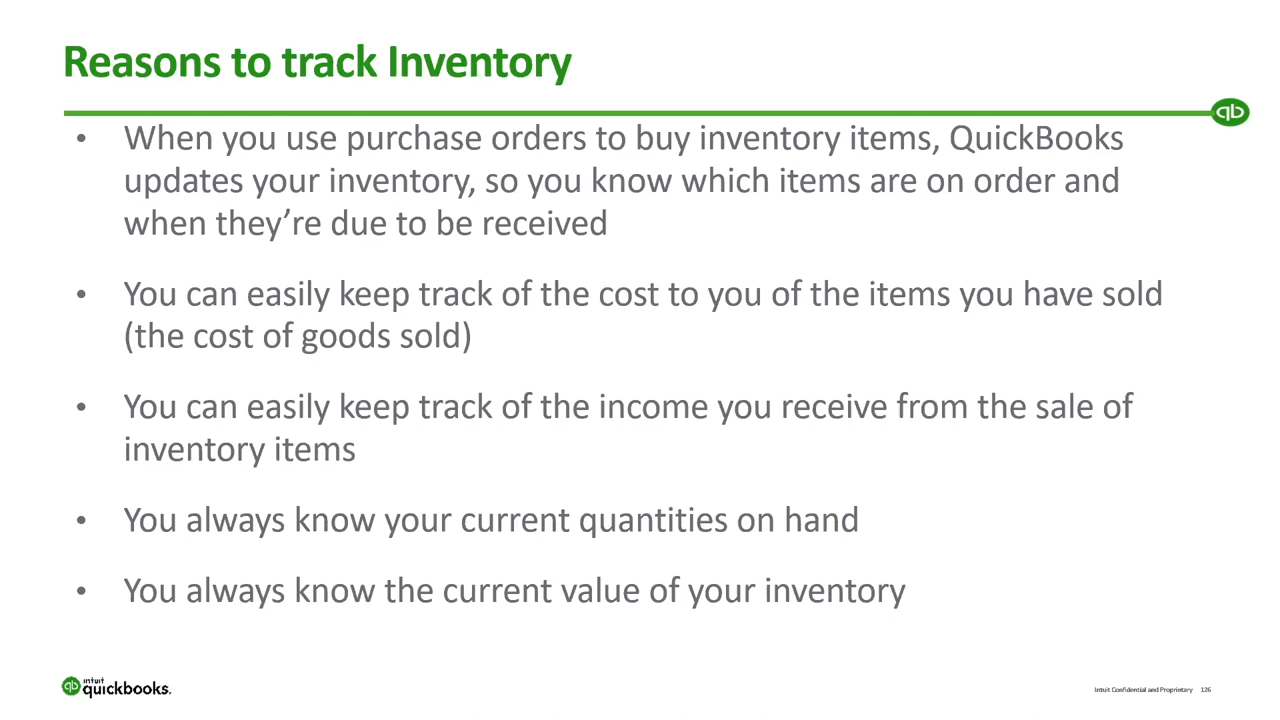 Reasons to track Inventory
qb
• When you use purchase orders to buy inventory items, QuickBooks
updates your inventory, so you know which items are on order and
when they’re due to be received
• You can easily keep track of the cost to you of the items you have sold
(the cost of goods sold)
• You can easily keep track of the income you receive from the sale of
inventory items
• You always know your current quantities on hand
• You always know the current value of your inventory
qb intuit
quickbooks.
Intuit Confidential and Proprietary 126